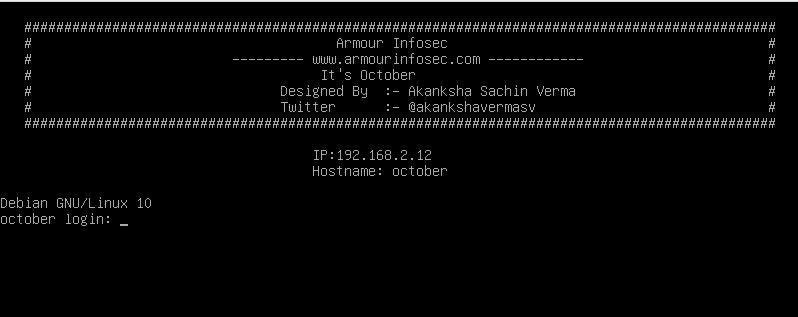 ################################################################################################
# Armour Infosec #
# --------- www.armourinfosec.com ------------ #
# It's October #
# Designed By :- Akanksha Sachin Verma #
# Twitter :- @akankshavermasv #
################################################################################################
IP:192.168.2.12
Hostname: october
Debian GNU/Linux 10
october login: _